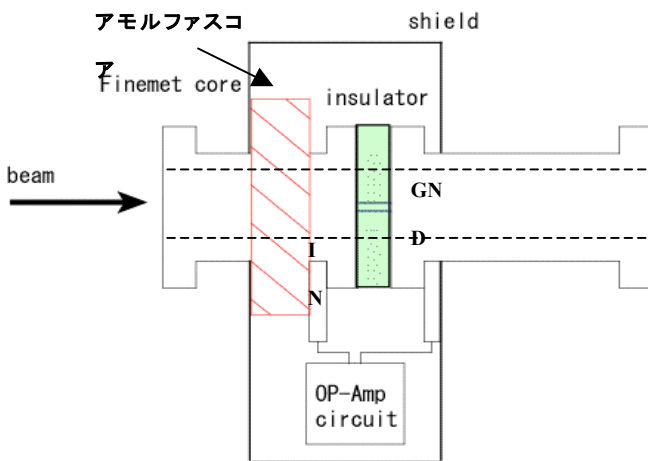 アモルファスコ
ア
shield
Finemet core
insulator
beam
GN
D
I
N
OP-Amp
circuit